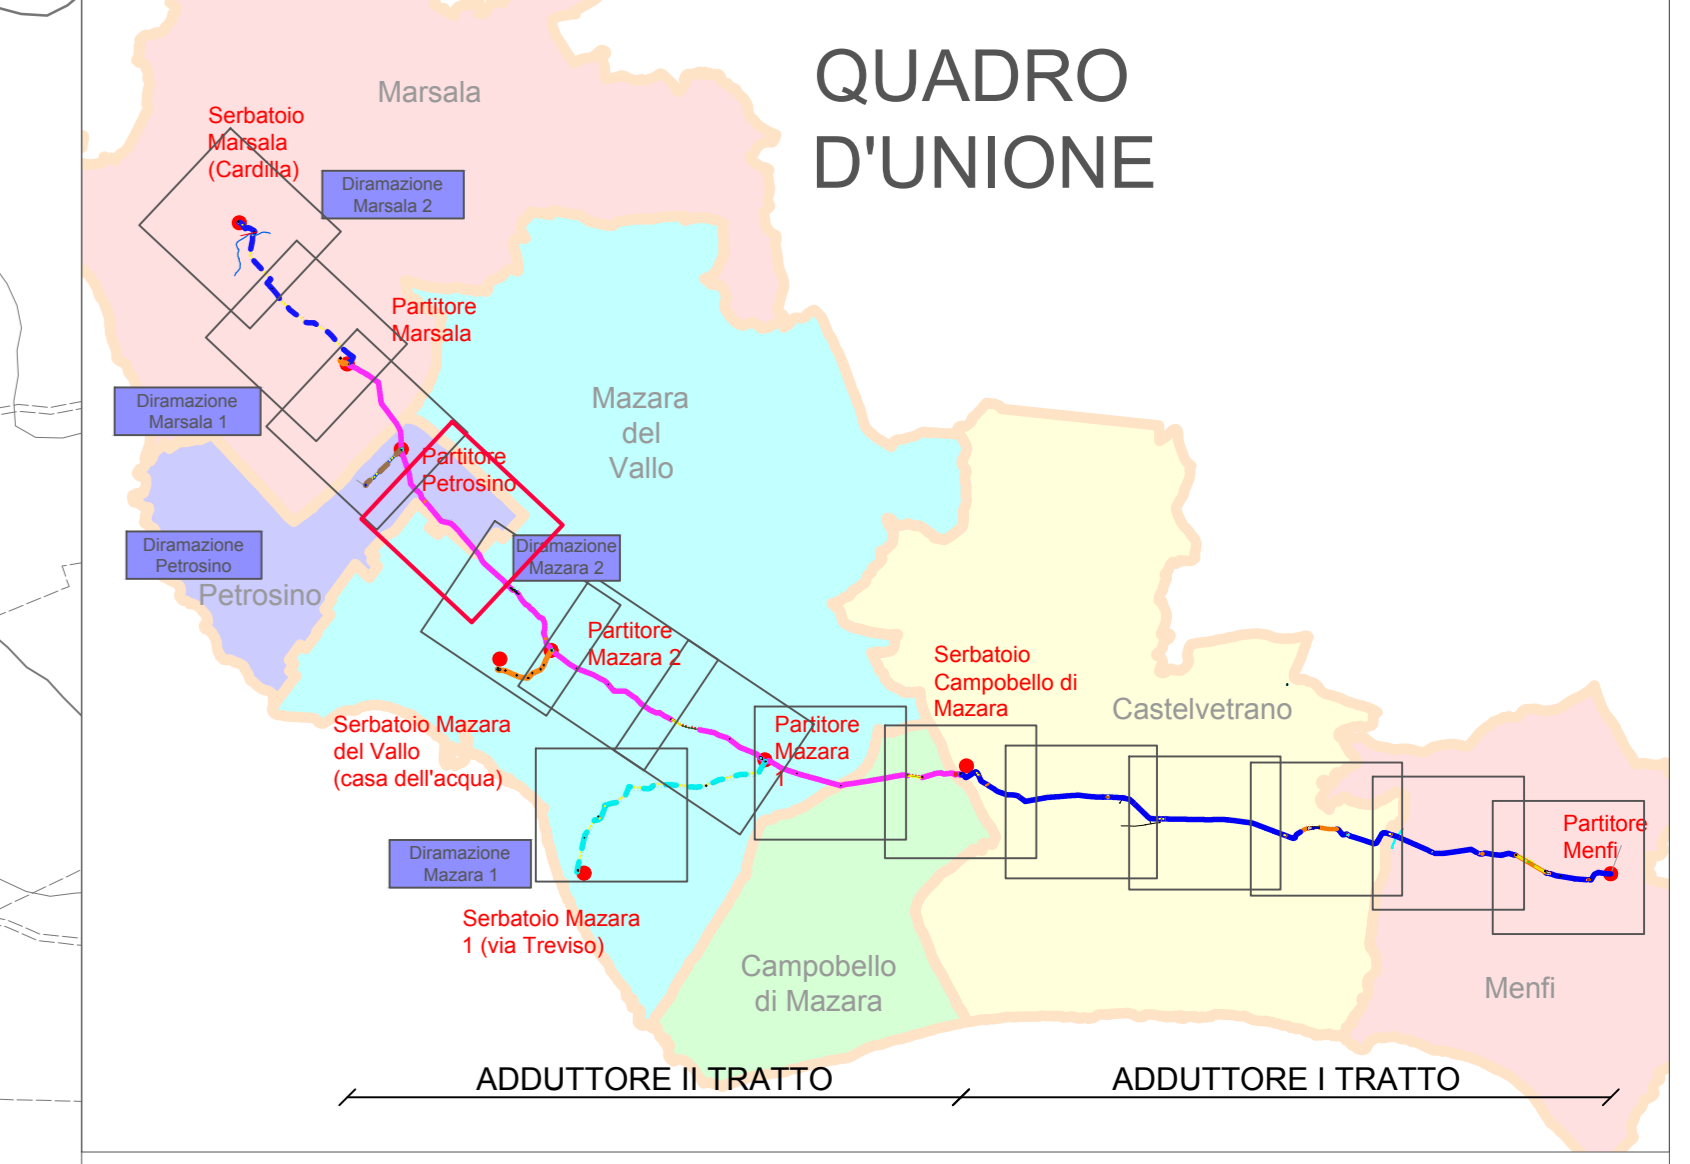 QUADRO
D'UNIONE
Marsala
Serbatoio
Marsala
(Cardilla)
Diramazione
Marsala 2
Partitore
Marsala
Diramazione
Marsala 1
Mazara
del
Vallo
Partitore
Petrosino
Diramazione
Petrosino
Diramazione
Mazara 2
Petrosino
Partitore
Mazara 2
Serbatoio
Campobello di
Mazara
Castelvetrano
Serbatoio Mazara
del Vallo
(casa dell'acqua)
Partitore
Mazara
1
Partitore
Menfi
Diramazione
Mazara 1
Serbatoio Mazara
1 (via Treviso)
Campobello
di Mazara
Menfi
ADDUTTORE II TRATTO
ADDUTTORE I TRATTO